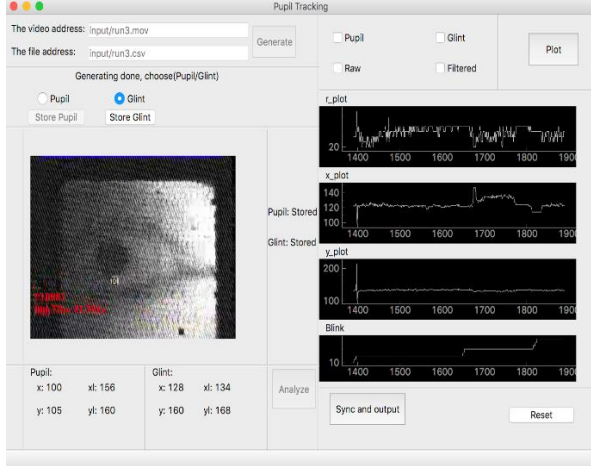 Pupil Tracking
The video address: input/run3.mov
The file address: input/run3.csv
Generate
Generating done, choose(Pupil/Glint)
Pupil Glint
Store Pupil Store Glint
Pupil: Stored
Glint: Stored
Pupil:
x: 100 xl: 156
y: 105 yl: 160
Glint:
x: 128 xl: 134
y: 160 yl: 168
Analyze
Pupil Glint
Raw Filtered
Plot
r_plot
20
1400 1500 1600 1700 1800 1900
x_plot
140
120
100
1400 1500 1600 1700 1800 1900
y_plot
200
100
1400 1500 1600 1700 1800 1900
Blink
10
1400 1500 1600 1700 1800 1900
Sync and output
Reset